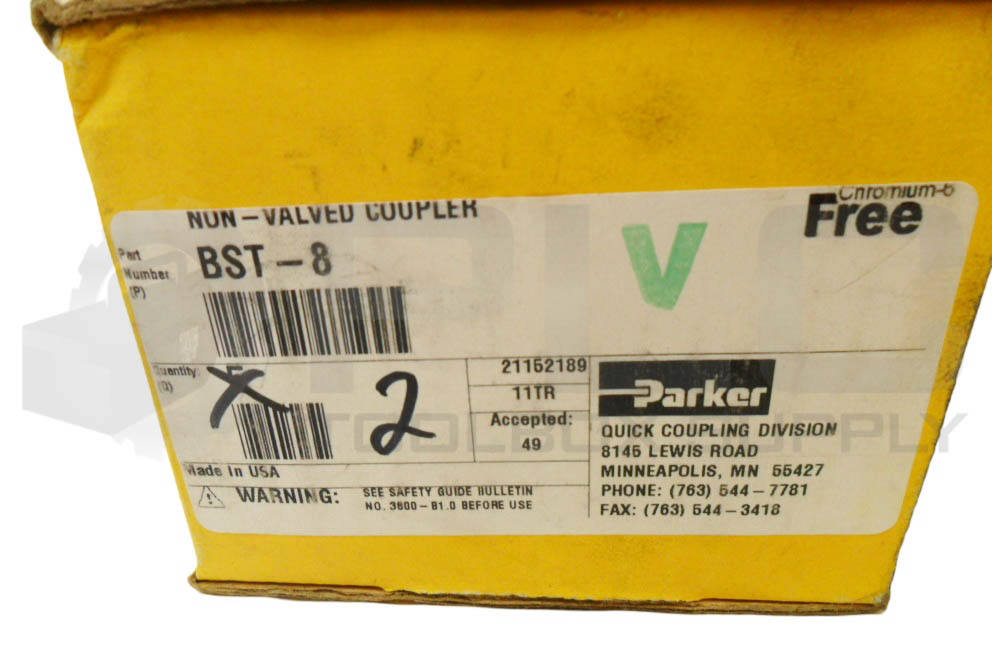 NON-VALVED COUPLER
Chromium-6
Free
Part
Number
(P)
BST-8
V
Quantity:
(Q)
2
21152189
11TR
Accepted:
49
Parker
QUICK COUPLING DIVISION
8145 LEWIS ROAD
MINNEAPOLIS, MN 55427
PHONE: (763) 544-7781
FAX: (763) 544-3418
Made in USA
WARNING:
SEE SAFETY GUIDE BULLETIN
NO. 3800-B1.0 BEFORE USE
TOOLBOX SUPPLY